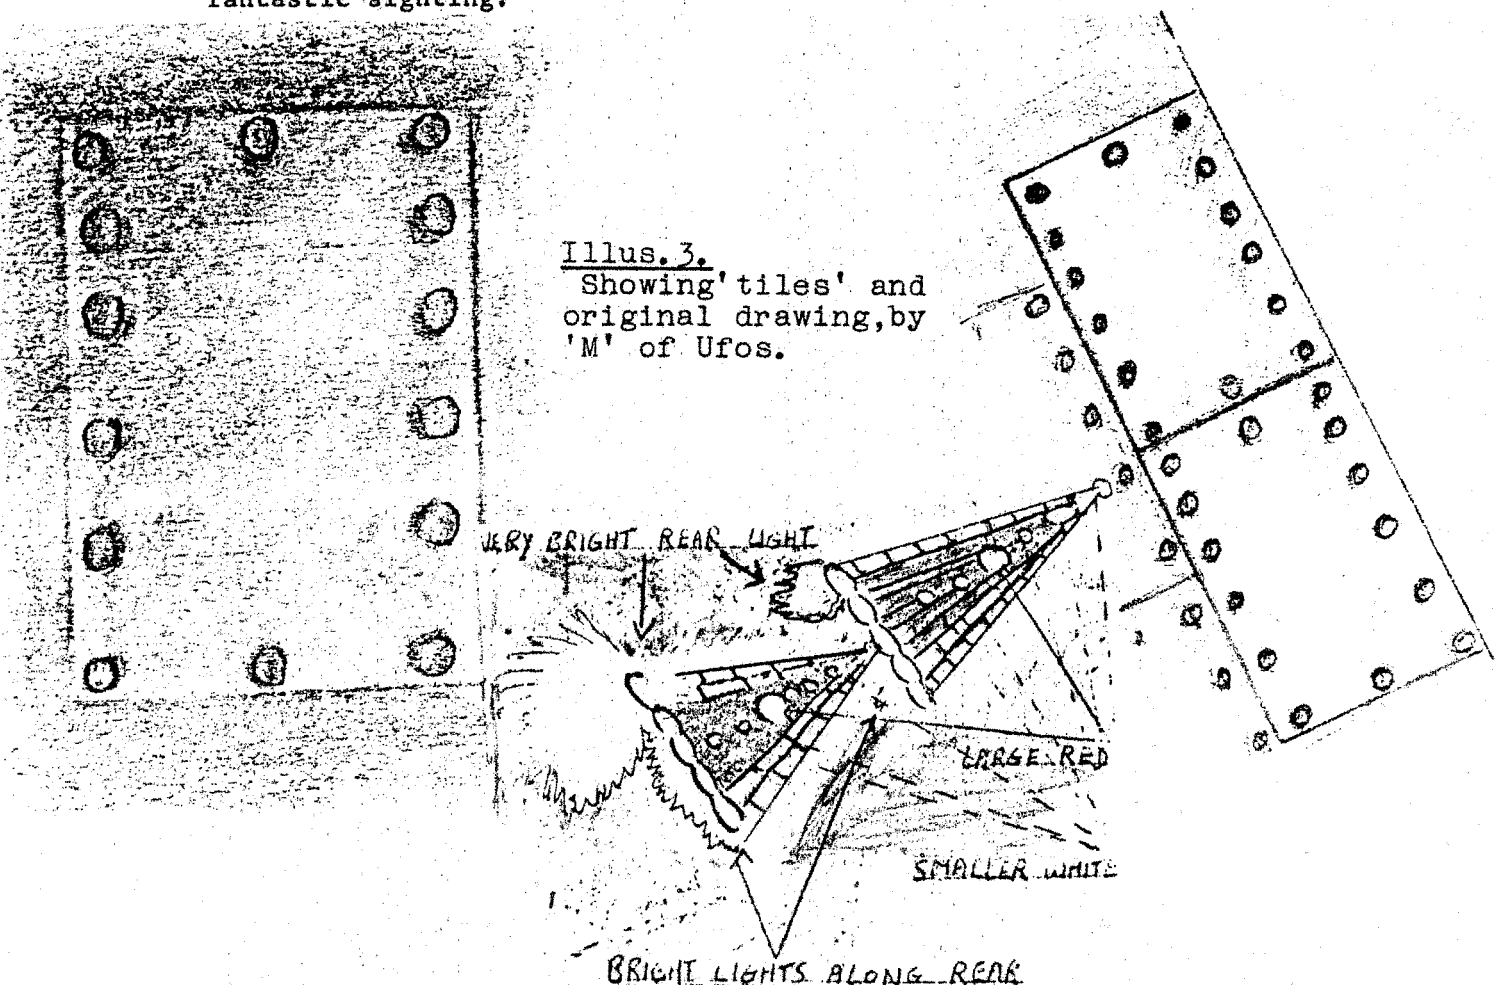 fantastic sighting.
Illus.3.
Showing'tiles' and
original drawing,by
'M' of Ufos.
VERY BRIGHT REAR LIGHT
LARGE RED
SMALLER WHITE
BRIGHT LIGHTS ALONG REAR